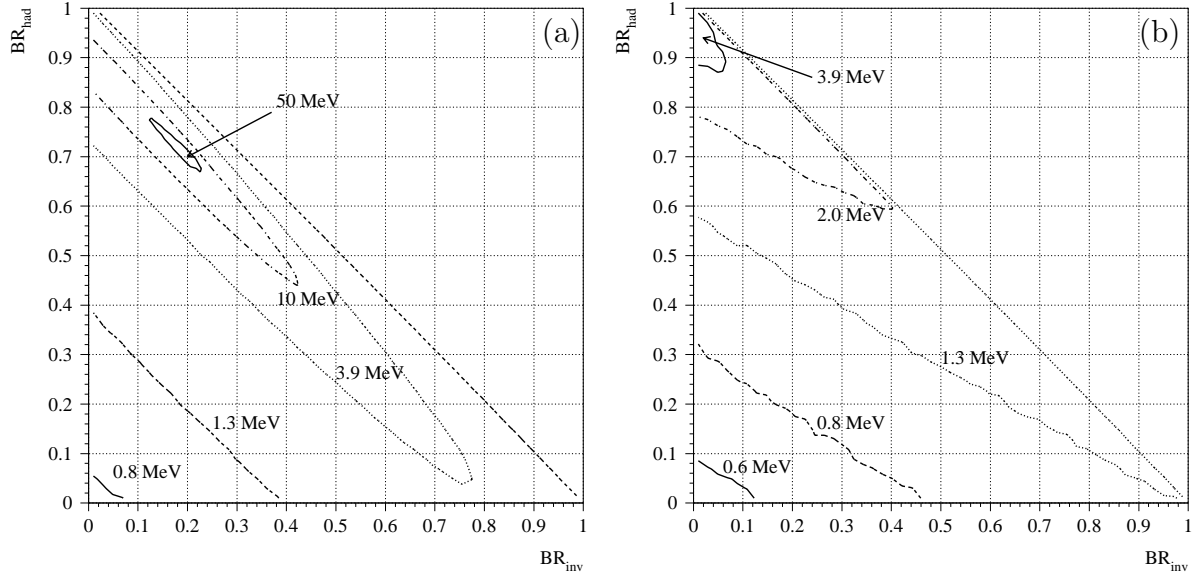 (a)
BR_had
1
0.9
0.8
0.7
0.6
0.5
0.4
0.3
0.2
0.1
0
50 MeV
10 MeV
3.9 MeV
1.3 MeV
0.8 MeV
0 0.1 0.2 0.3 0.4 0.5 0.6 0.7 0.8 0.9 1
BR_inv
(b)
BR_had
1
0.9
0.8
0.7
0.6
0.5
0.4
0.3
0.2
0.1
0
3.9 MeV
2.0 MeV
1.3 MeV
0.8 MeV
0.6 MeV
0 0.1 0.2 0.3 0.4 0.5 0.6 0.7 0.8 0.9 1
BR_inv